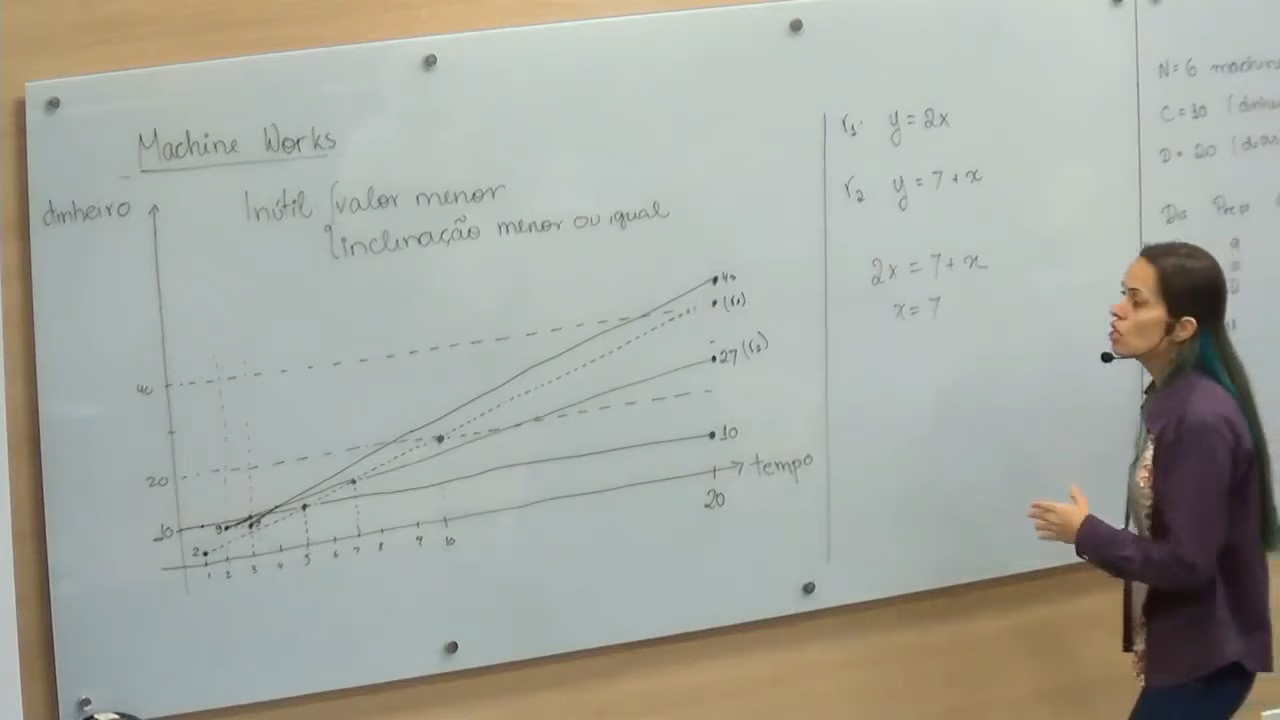 Machine Works
dinheiro
Inútil { valor menor
inclinação menor ou igual
40
20
10
2
9
1 2 3 4 5 6 7 8 9 10
20
tempo
(r₁)
27 (r₂)
10
r₁: y = 2x
r₂ y = 7 + x
2x = 7 + x
x = 7
N = 6 machin
C = 10
D = 20